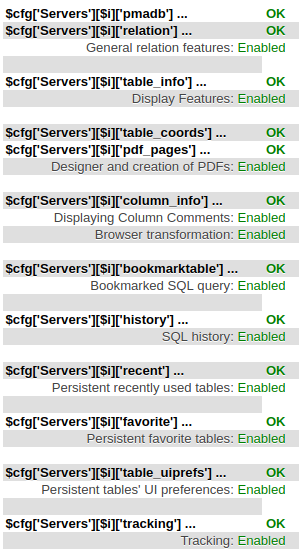 $cfg['Servers'][$i]['pmadb'] ... OK
$cfg['Servers'][$i]['relation'] ... OK
General relation features: Enabled
$cfg['Servers'][$i]['table_info'] ... OK
Display Features: Enabled
$cfg['Servers'][$i]['table_coords'] ... OK
$cfg['Servers'][$i]['pdf_pages'] ... OK
Designer and creation of PDFs: Enabled
$cfg['Servers'][$i]['column_info'] ... OK
Displaying Column Comments: Enabled
Browser transformation: Enabled
$cfg['Servers'][$i]['bookmarktable'] ... OK
Bookmarked SQL query: Enabled
$cfg['Servers'][$i]['history'] ... OK
SQL history: Enabled
$cfg['Servers'][$i]['recent'] ... OK
Persistent recently used tables: Enabled
$cfg['Servers'][$i]['favorite'] ... OK
Persistent favorite tables: Enabled
$cfg['Servers'][$i]['table_uiprefs'] ... OK
Persistent tables' UI preferences: Enabled
$cfg['Servers'][$i]['tracking'] ... OK
Tracking: Enabled